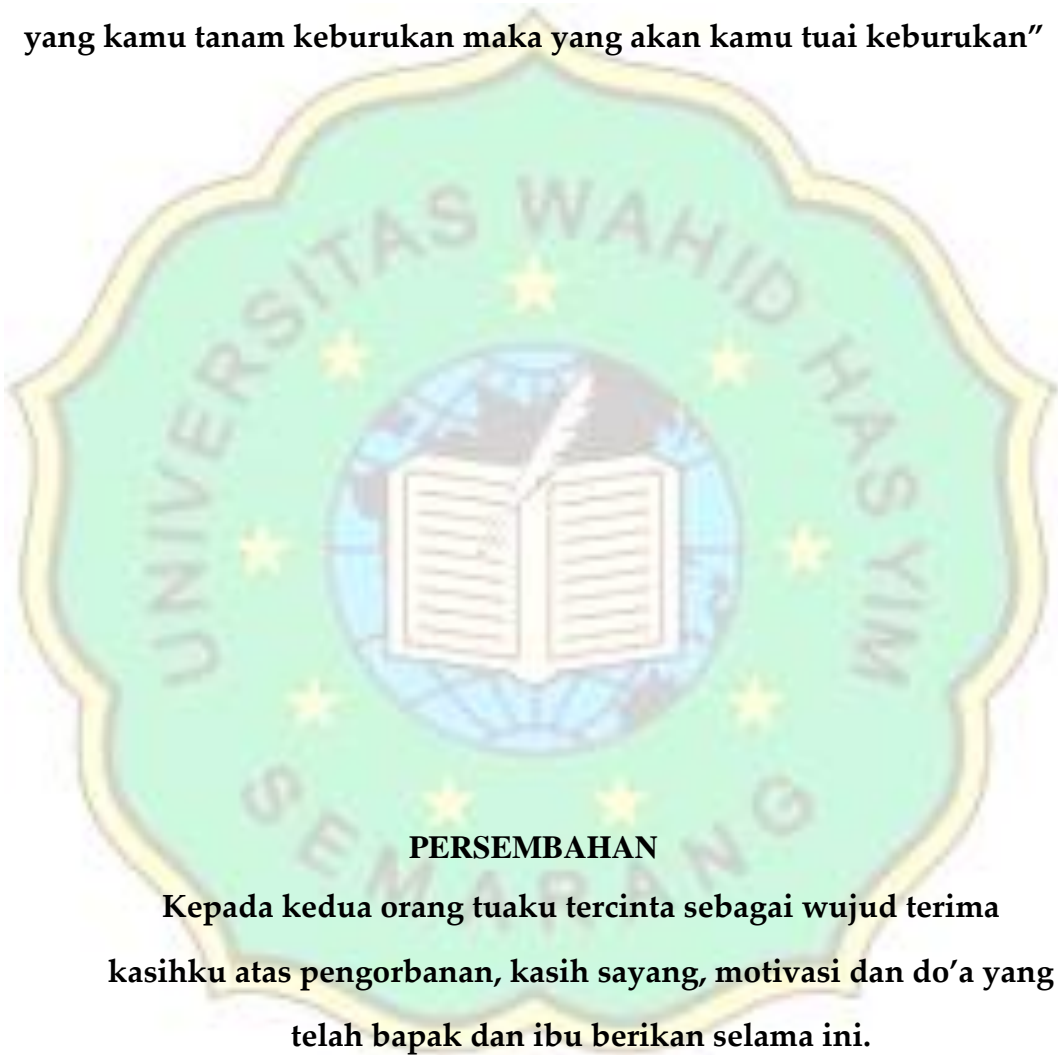 yang kamu tanam keburukan maka yang akan kamu tuai keburukan”
UNIVERSITAS WAHID HASYIM
SEMARANG
PERSEMBAHAN
Kepada kedua orang tuaku tercinta sebagai wujud terima
kasihku atas pengorbanan, kasih sayang, motivasi dan do’a yang
telah bapak dan ibu berikan selama ini.